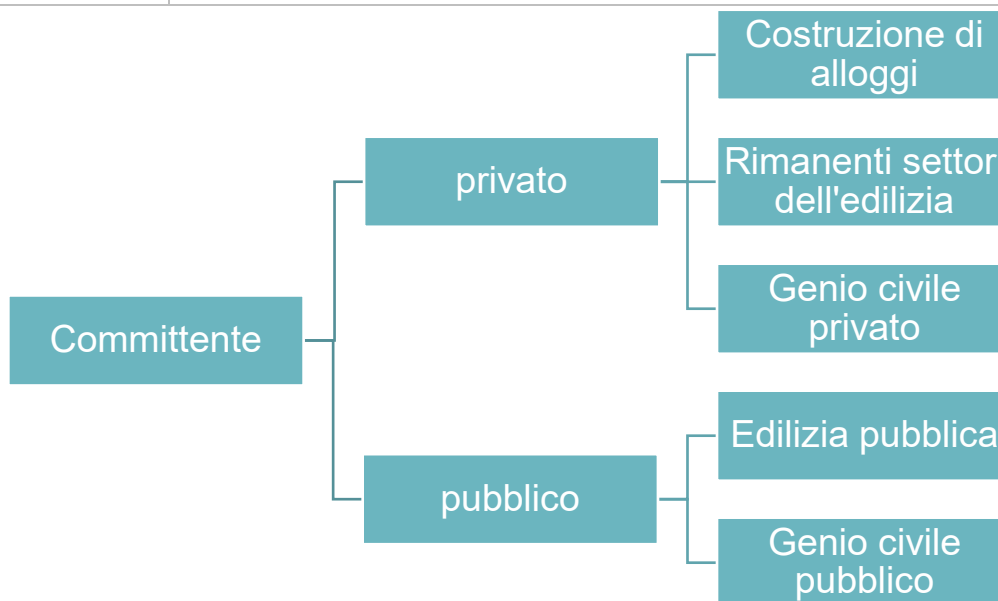 Costruzione di
alloggi
privato
Rimanenti settor
dell'edilizia
Genio civile
privato
Committente
Edilizia pubblica
pubblico
Genio civile
pubblico